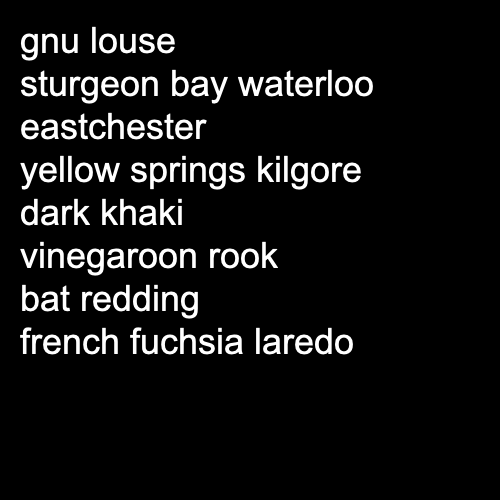 gnu louse
sturgeon bay waterloo
eastchester
yellow springs kilgore
dark khaki
vinegaroon rook
bat redding
french fuchsia laredo